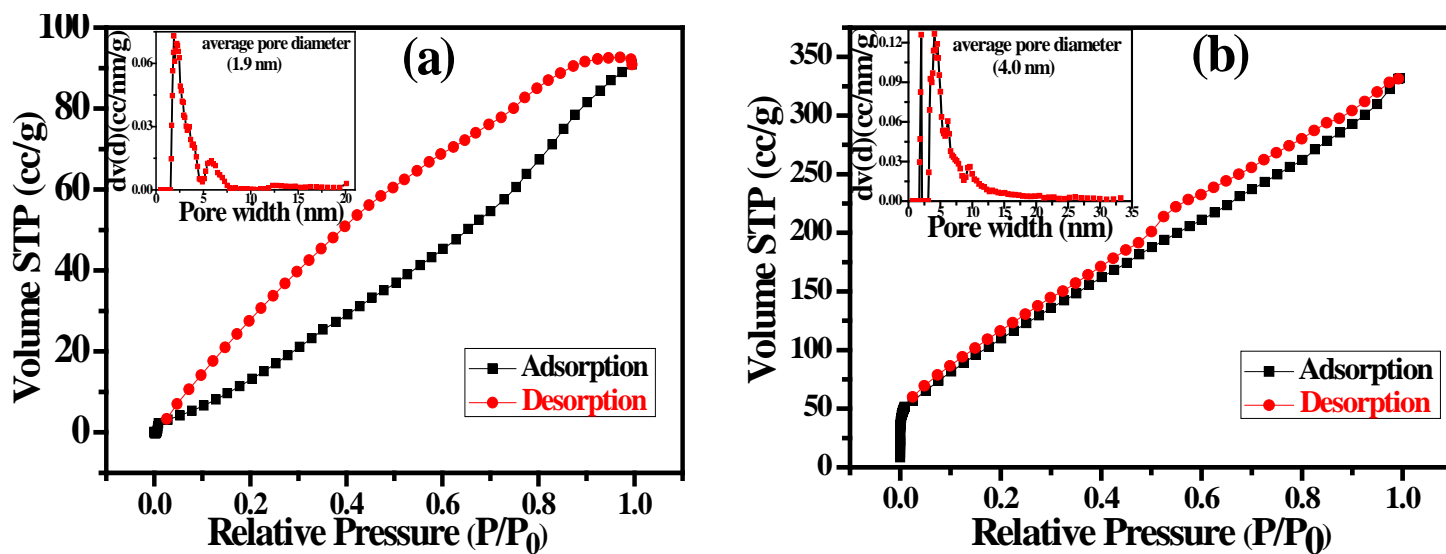 (a)
average pore diameter
(1.9 nm)
dv(d)(cc/nm/g)
0.06
0.03
0.00
0 5 10 15 20
Pore width (nm)
Volume STP (cc/g)
100
80
60
40
20
0
Adsorption
Desorption
0.0 0.2 0.4 0.6 0.8 1.0
Relative Pressure (P/P0)
(b)
average pore diameter
(4.0 nm)
dv(d)(cc/nm/g)
0.12
0.09
0.06
0.03
0.00
0 5 10 15 20 25 30 35
Pore width (nm)
Volume STP (cc/g)
350
300
250
200
150
100
50
0
Adsorption
Desorption
0.0 0.2 0.4 0.6 0.8 1.0
Relative Pressure (P/P0)